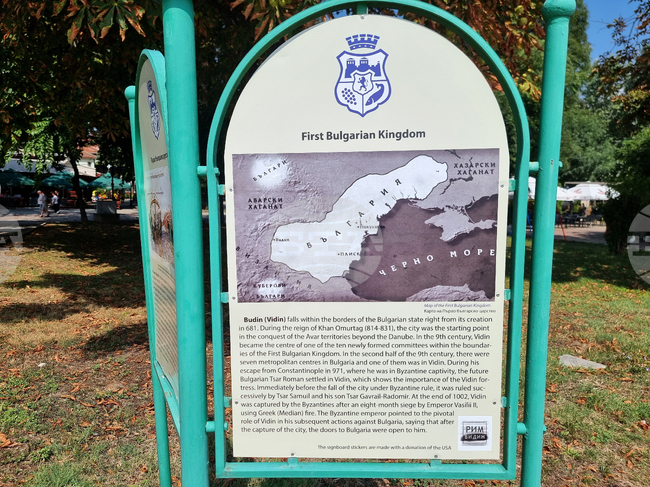 First Bulgarian Kingdom
БЪЛГАРИ
ХАЗАРСКИ
ХАГАНАТ
АВАРСКИ
ХАГАНАТ
БЪЛГАРИЯ
ЧЕРНО МОРЕ
Map of the First Bulgarian Kingdom
Карта на Първо българско царство
Budin (Vidin) falls within the borders of the Bulgarian state right from its creation
in 681. During the reign of Khan Omurtag (814-831), the city was the starting point
in the conquest of the Avar territories beyond the Danube. In the 9th century, Vidin
became the centre of one of the ten newly formed committees within the boundar-
ies of the First Bulgarian Kingdom. In the second half of the 9th century, there were
seven metropolitan centres in Bulgaria and one of them was in Vidin. During his
escape from Constantinople in 971, where he was in Byzantine captivity, the future
Bulgarian Tsar Roman settled in Vidin, which shows the importance of the Vidin for-
tress. Immediately before the fall of the city under Byzantine rule, it was ruled suc-
cessively by Tsar Samuil and his son Tsar Gavrail-Radomir. At the end of 1002, Vidin
was captured by the Byzantines after an eight-month siege by Emperor Vasilii II,
using Greek (Median) fire. The Byzantine emperor pointed to the pivotal
role of Vidin in his subsequent actions against Bulgaria, saying that after
the capture of the city, the doors to Bulgaria were open to him.
РИМ
ВИДИН
The signboard stickers are made with a donation of the USA